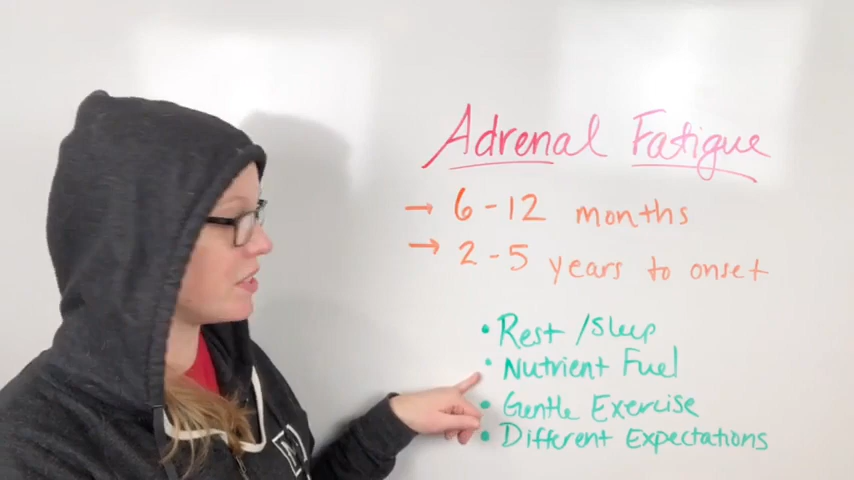 Adrenal Fatigue
→ 6-12 months
→ 2-5 years to onset
• Rest / Sleep
• Nutrient Fuel
• Gentle Exercise
• Different Expectations